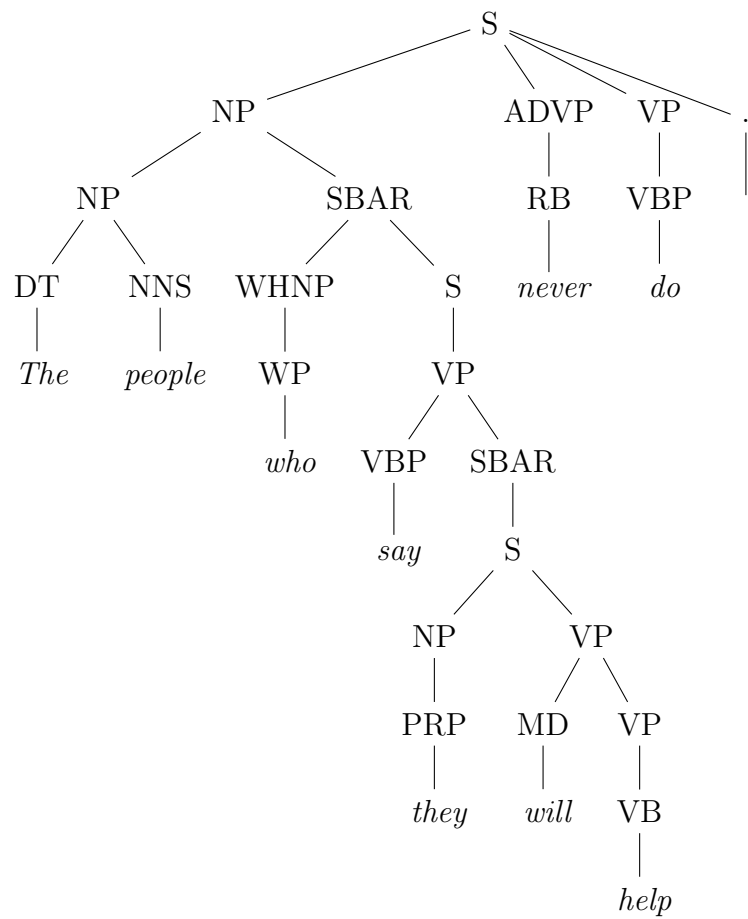 S
NP ADVP VP .
NP SBAR RB VBP
DT NNS WHNP S never do
The people WP VP
who VBP SBAR
say S
NP VP
PRP MD VP
they will VB
help